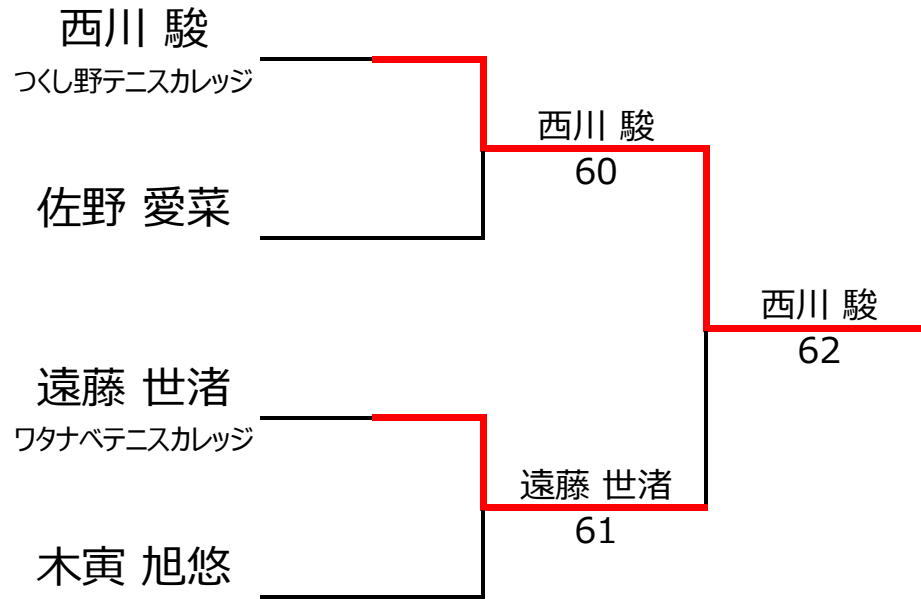 西川 駿
つくし野テニスカレッジ
佐野 愛菜
遠藤 世渚
ワタナベテニスカレッジ
木寅 旭悠
西川 駿
60
遠藤 世渚
61
西川 駿
62